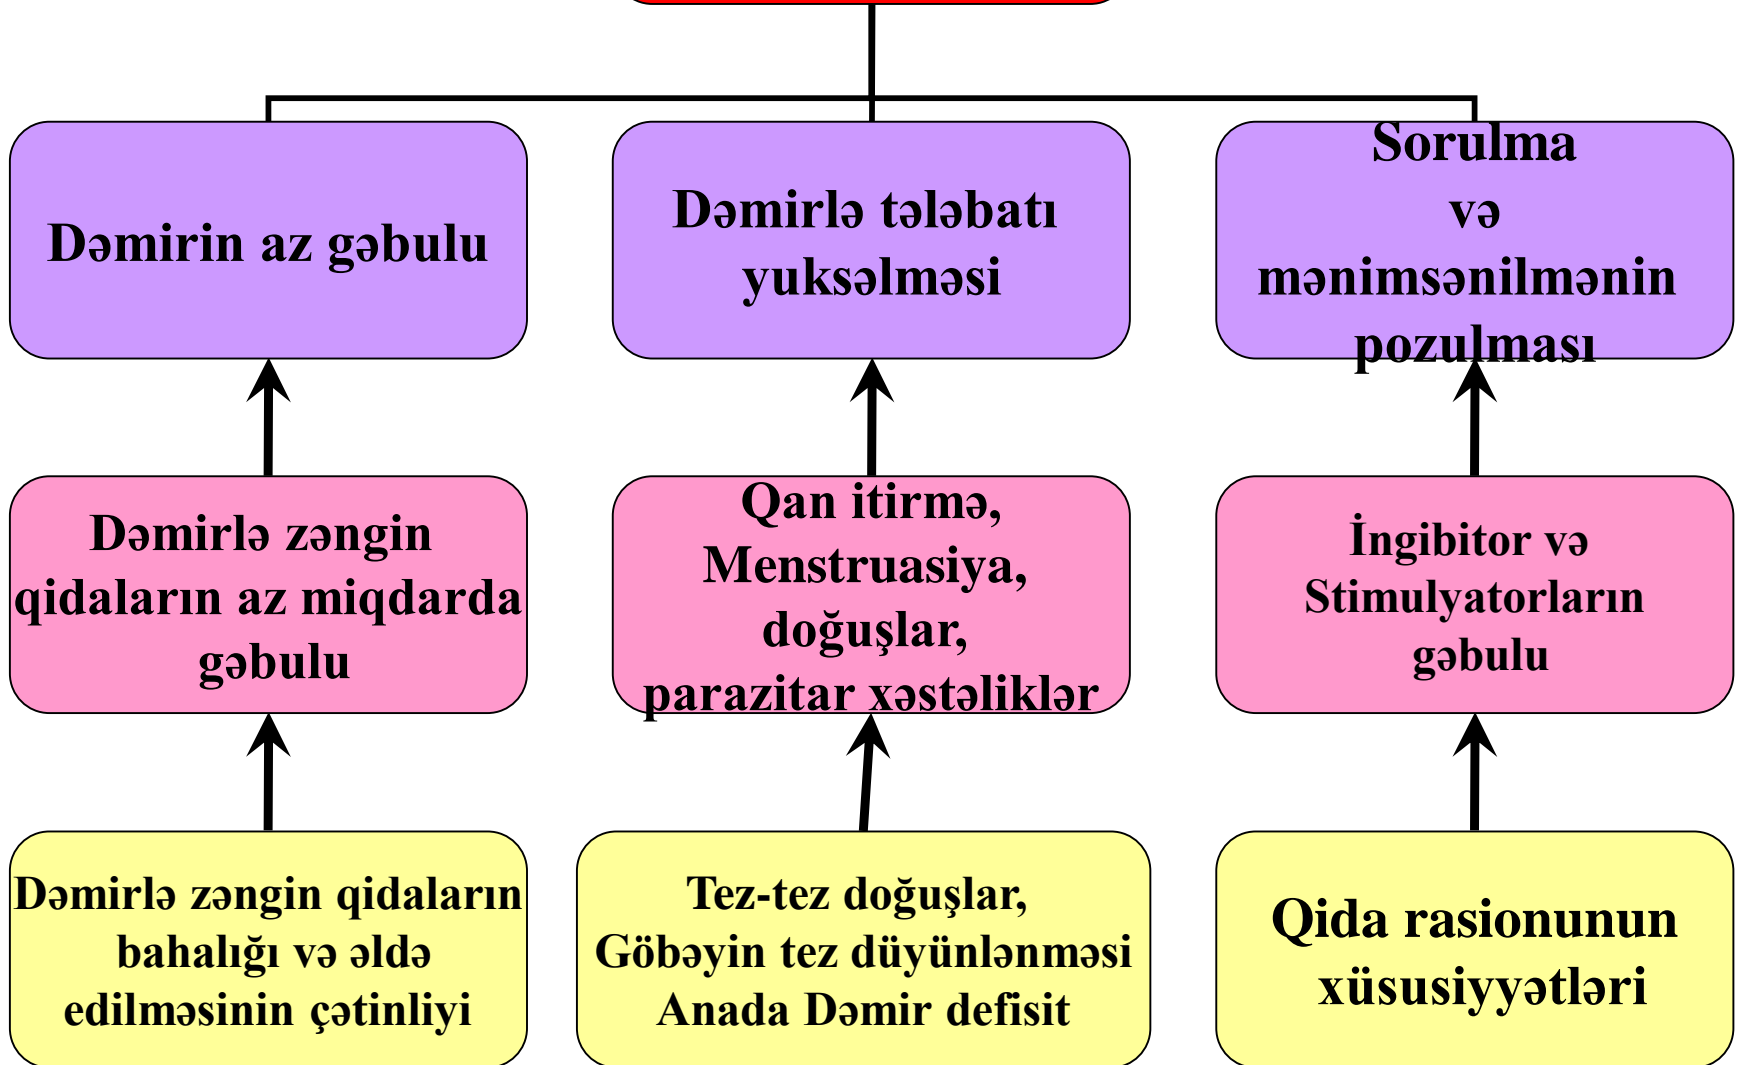 Dəmirin az gəbulu
Dəmirlə tələbatı
yuksəlməsi
Sorulma
və
mənimsənilmənin
pozulması
Dəmirlə zəngin
qidaların az miqdarda
gəbulu
Qan itirmə,
Menstruasiya,
doğuşlar,
parazitar xəstəliklər
İngibitor və
Stimulyatorların
gəbulu
Dəmirlə zəngin qidaların
bahalığı və əldə
edilməsinin çətinliyi
Tez-tez doğuşlar,
Göbəyin tez düyünlənməsi
Anada Dəmir defisit
Qida rasionunun
xüsusiyyətləri